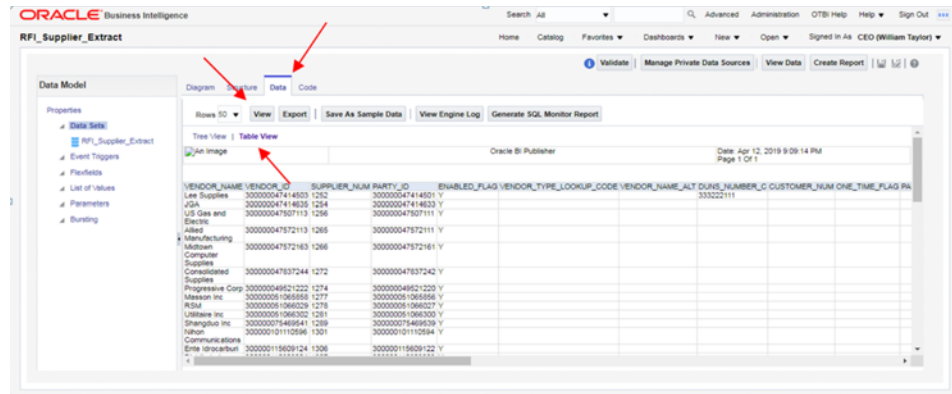 ORACLE Business Intelligence Search All Advanced Administration OTBI Help Help Sign Out
RFI_Supplier_Extract Home Catalog Favorites Dashboards New Open Signed In As CEO (William Taylor)
Validate Manage Private Data Sources View Data Create Report
Data Model
Diagram Structure Data Code
Properties
Data Sets
RFI_Supplier_Extract
Event Triggers
Flexfields
List of Values
Parameters
Bursting
Rows 50 View Export Save As Sample Data View Engine Log Generate SQL Monitor Report
Tree View | Table View
An Image Oracle BI Publisher Date: Apr 12, 2019 9:09:14 PM
Page 1 Of 1
VENDOR_NAME VENDOR_ID SUPPLIER_NUM PARTY_ID ENABLED_FLAG VENDOR_TYPE_LOOKUP_CODE VENDOR_NAME_ALT DUNS_NUMBER_C CUSTOMER_NUM ONE_TIME_FLAG PA
Lee Supplies 300000047414503 1252 300000047414501 Y 333222111
JGA 300000047414635 1254 300000047414633 Y
US Gas and 300000047507113 1256 300000047507111 Y
Electric
Allied 300000047572113 1265 300000047572111 Y
Manufacturing
Midtown 300000047572163 1266 300000047572161 Y
Computer
Supplies
Consolidated 300000047837244 1272 300000047837242 Y
Supplies
Progressive Corp 300000049521222 1274 300000049521220 Y
Masson Inc 300000051065858 1277 300000051065856 Y
RSM 300000051066029 1278 300000051066027 Y
Utilitaire Inc 300000051066302 1281 300000051066300 Y
Shangduo Inc 300000075469541 1289 300000075469539 Y
Nihon 300000101110596 1301 300000101110594 Y
Communications
Ente Idrocarburi 300000115609124 1306 300000115609122 Y